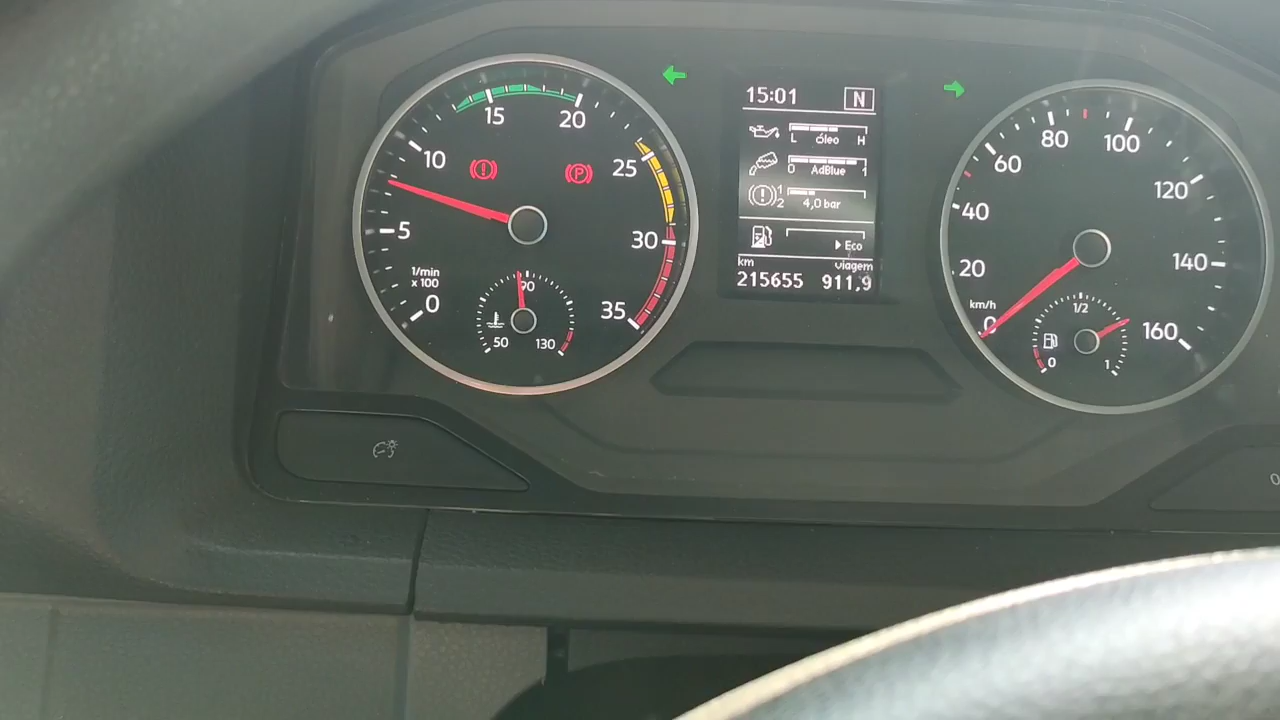 15:01 N
L óleo H
0 AdBlue 1
1
2
4,0 bar
Eco
km viagem
215655 911,9
0
5
10
15
20
25
30
35
1/min
x 100
P
50
90
130
0
20
40
60
80
100
120
140
160
km/h
0
1/2
1